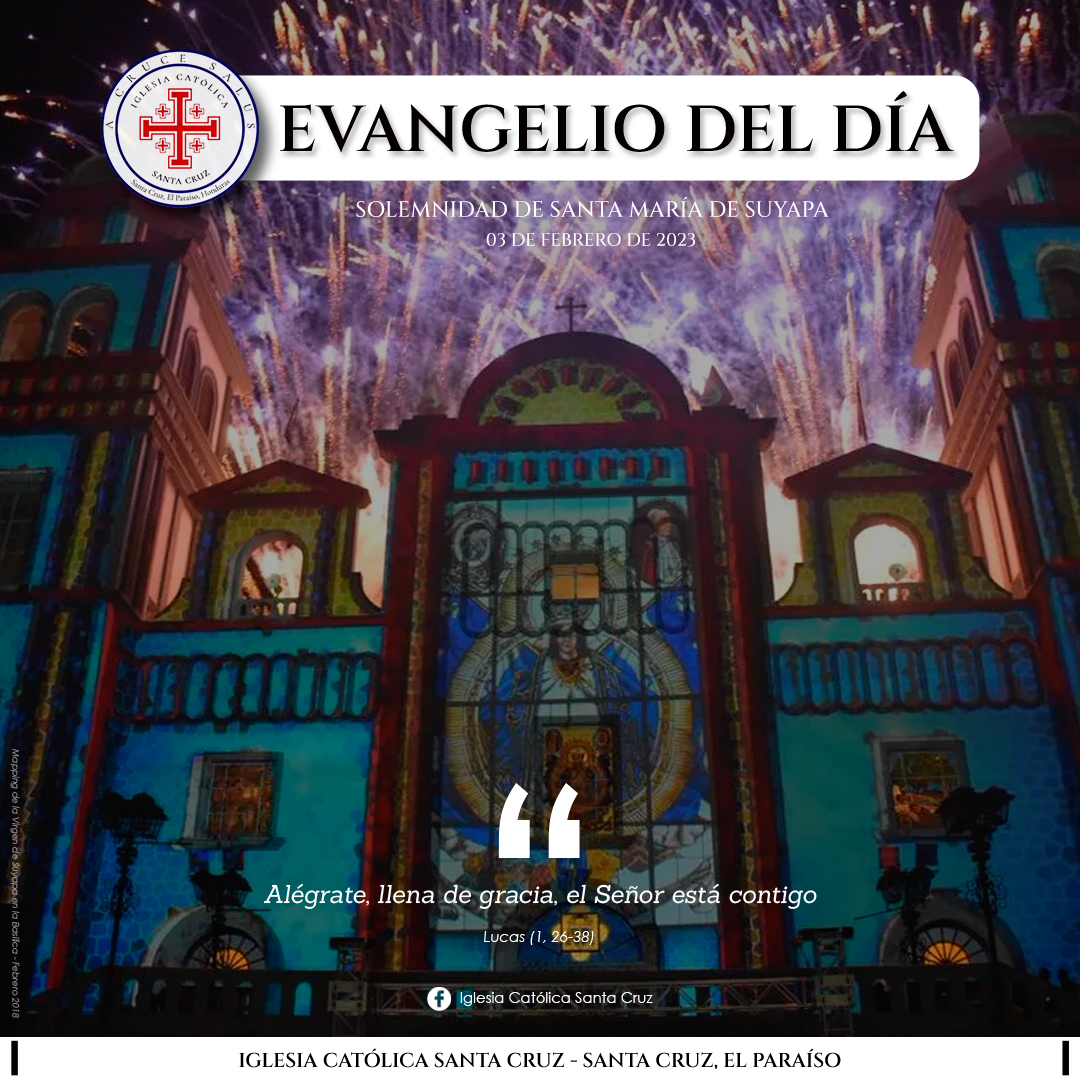 A CRUCE SALUS
IGLESIA CATÓLICA
SANTA CRUZ
Santa Cruz, El Paraíso, Honduras
EVANGELIO DEL DÍA
SOLEMNIDAD DE SANTA MARÍA DE SUYAPA
03 DE FEBRERO DE 2023
Mapping de la Virgen de Suyapa en la Basílica - Febrero 2018
“
Alégrate, llena de gracia, el Señor está contigo
Lucas (1, 26-38)
Iglesia Católica Santa Cruz
IGLESIA CATÓLICA SANTA CRUZ - SANTA CRUZ, EL PARAÍSO